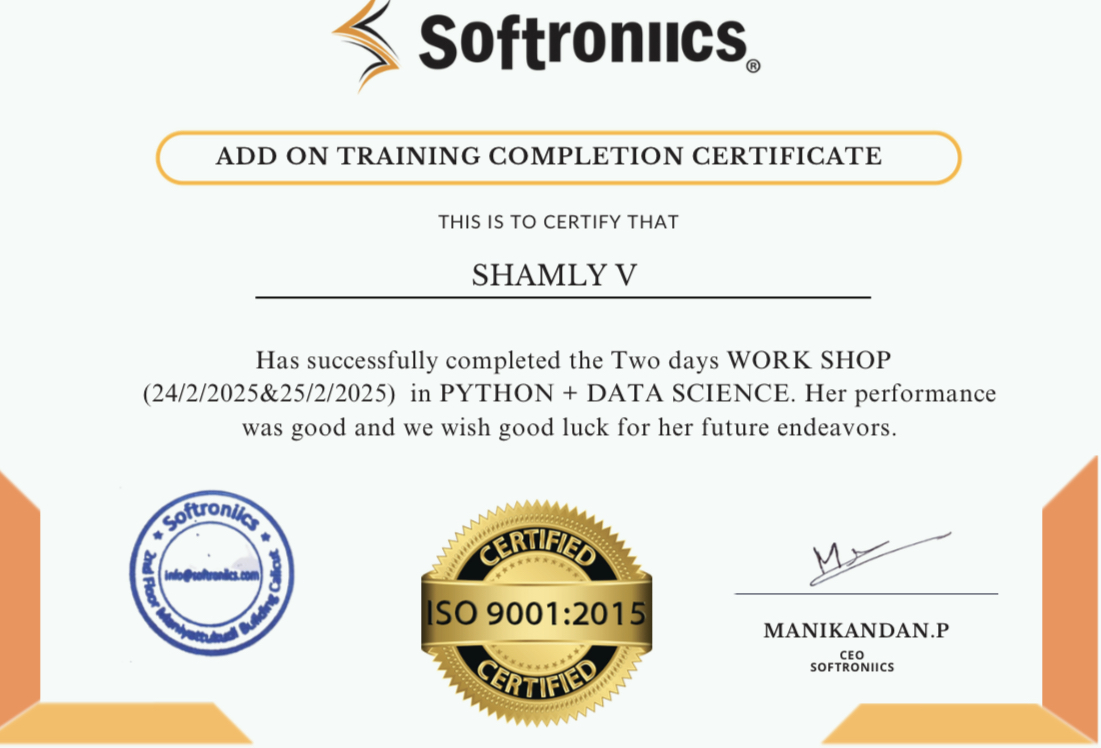 Softroniics®
ADD ON TRAINING COMPLETION CERTIFICATE
THIS IS TO CERTIFY THAT
SHAMLY V
Has successfully completed the Two days WORK SHOP
(24/2/2025&25/2/2025) in PYTHON + DATA SCIENCE. Her performance
was good and we wish good luck for her future endeavors.
Softroniics
info@softroniics.com
2nd Floor Building Calicut
CERTIFIED
ISO 9001:2015
CERTIFIED
MANIKANDAN.P
CEO
SOFTRONIICS